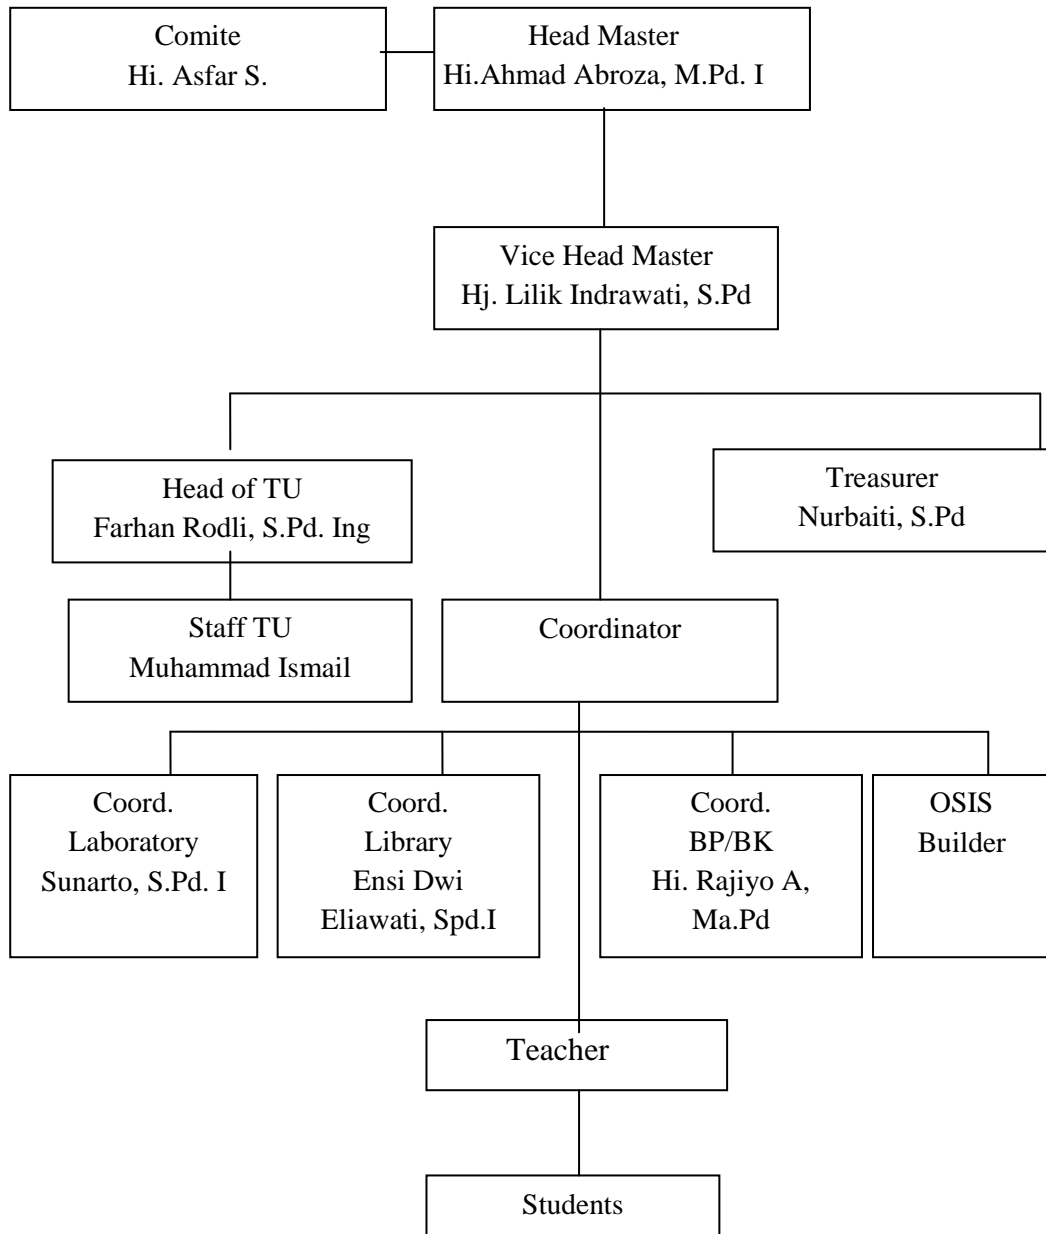 Comite
Hi. Asfar S.
Head Master
Hi.Ahmad Abroza, M.Pd. I
Vice Head Master
Hj. Lilik Indrawati, S.Pd
Head of TU
Farhan Rodli, S.Pd. Ing
Treasurer
Nurbaiti, S.Pd
Staff TU
Muhammad Ismail
Coordinator
Coord.
Laboratory
Sunarto, S.Pd. I
Coord.
Library
Ensi Dwi
Eliawati, Spd.I
Coord.
BP/BK
Hi. Rajiyo A,
Ma.Pd
OSIS
Builder
Teacher
Students